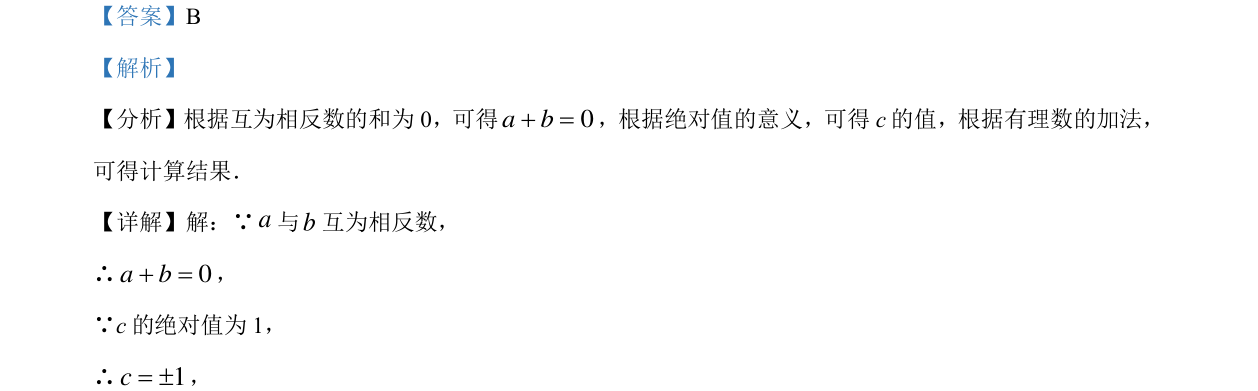 【答案】B
【解析】
【分析】根据互为相反数的和为 0，可得 a + b = 0，根据绝对值的意义，可得 c 的值，根据有理数的加法，
可得计算结果．
【详解】解：∵ a 与 b 互为相反数，
∴ a + b = 0，
∵c 的绝对值为 1，
∴ c = ±1，